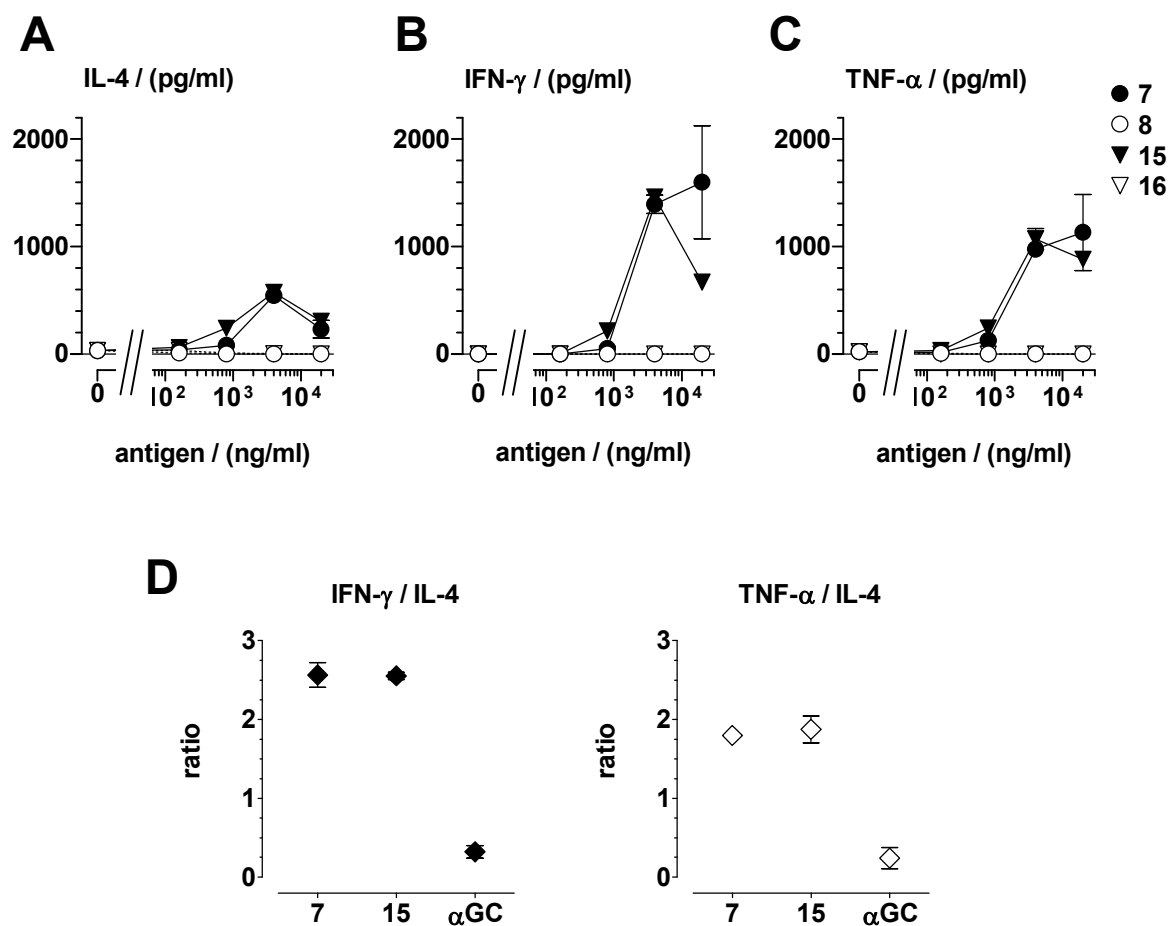 A
B
C
IL-4 / (pg/ml)
IFN-γ / (pg/ml)
TNF-α / (pg/ml)
7
8
15
16
2000
1000
0
0
10²
10³
10⁴
antigen / (ng/ml)
2000
1000
0
0
10²
10³
10⁴
antigen / (ng/ml)
2000
1000
0
0
10²
10³
10⁴
antigen / (ng/ml)
D
IFN-γ / IL-4
TNF-α / IL-4
3
2
1
0
ratio
7
15
αGC
3
2
1
0
ratio
7
15
αGC